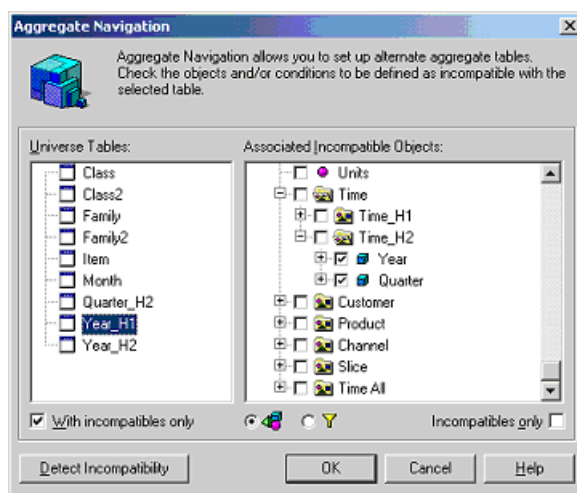 Aggregate Navigation
Aggregate Navigation allows you to set up alternate aggregate tables.
Check the objects and/or conditions to be defined as incompatible with the
selected table.
Universe Tables:
Class
Class2
Family
Family2
Item
Month
Quarter_H2
Year_H1
Year_H2
Associated Incompatible Objects:
Units
Time
Time_H1
Time_H2
Year
Quarter
Customer
Product
Channel
Slice
Time All
With incompatibles only
Incompatibles only
Detect Incompatibility
OK
Cancel
Help